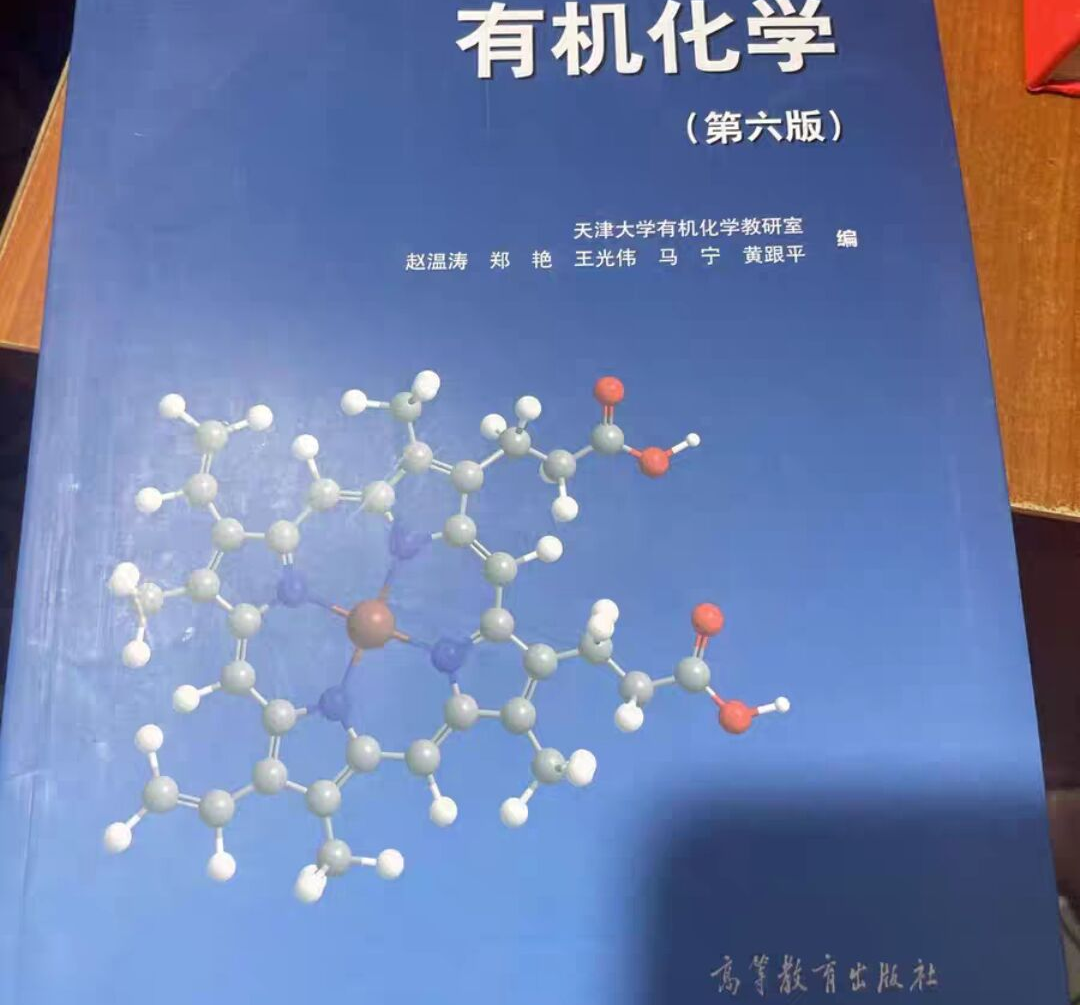 有机化学
（第六版）
天津大学有机化学教研室
赵温涛 郑 艳 王光伟 马 宁 黄跟平 编
高等教育出版社